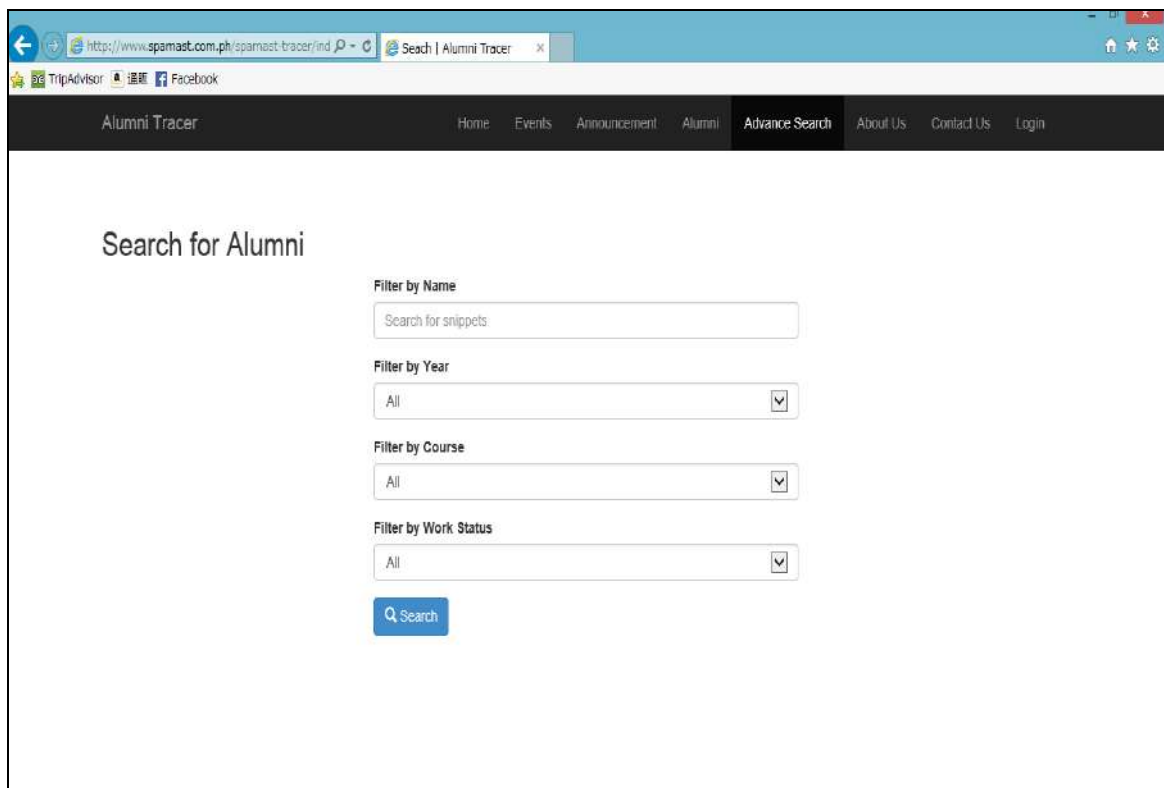 http://www.spamast.com.ph/spamast-tracer/ind
Seach | Alumni Tracer
TripAdvisor 通販 Facebook
Alumni Tracer Home Events Announcement Alumni Advance Search About Us Contact Us Login
Search for Alumni
Filter by Name
Search for snippets
Filter by Year
All
Filter by Course
All
Filter by Work Status
All
Search